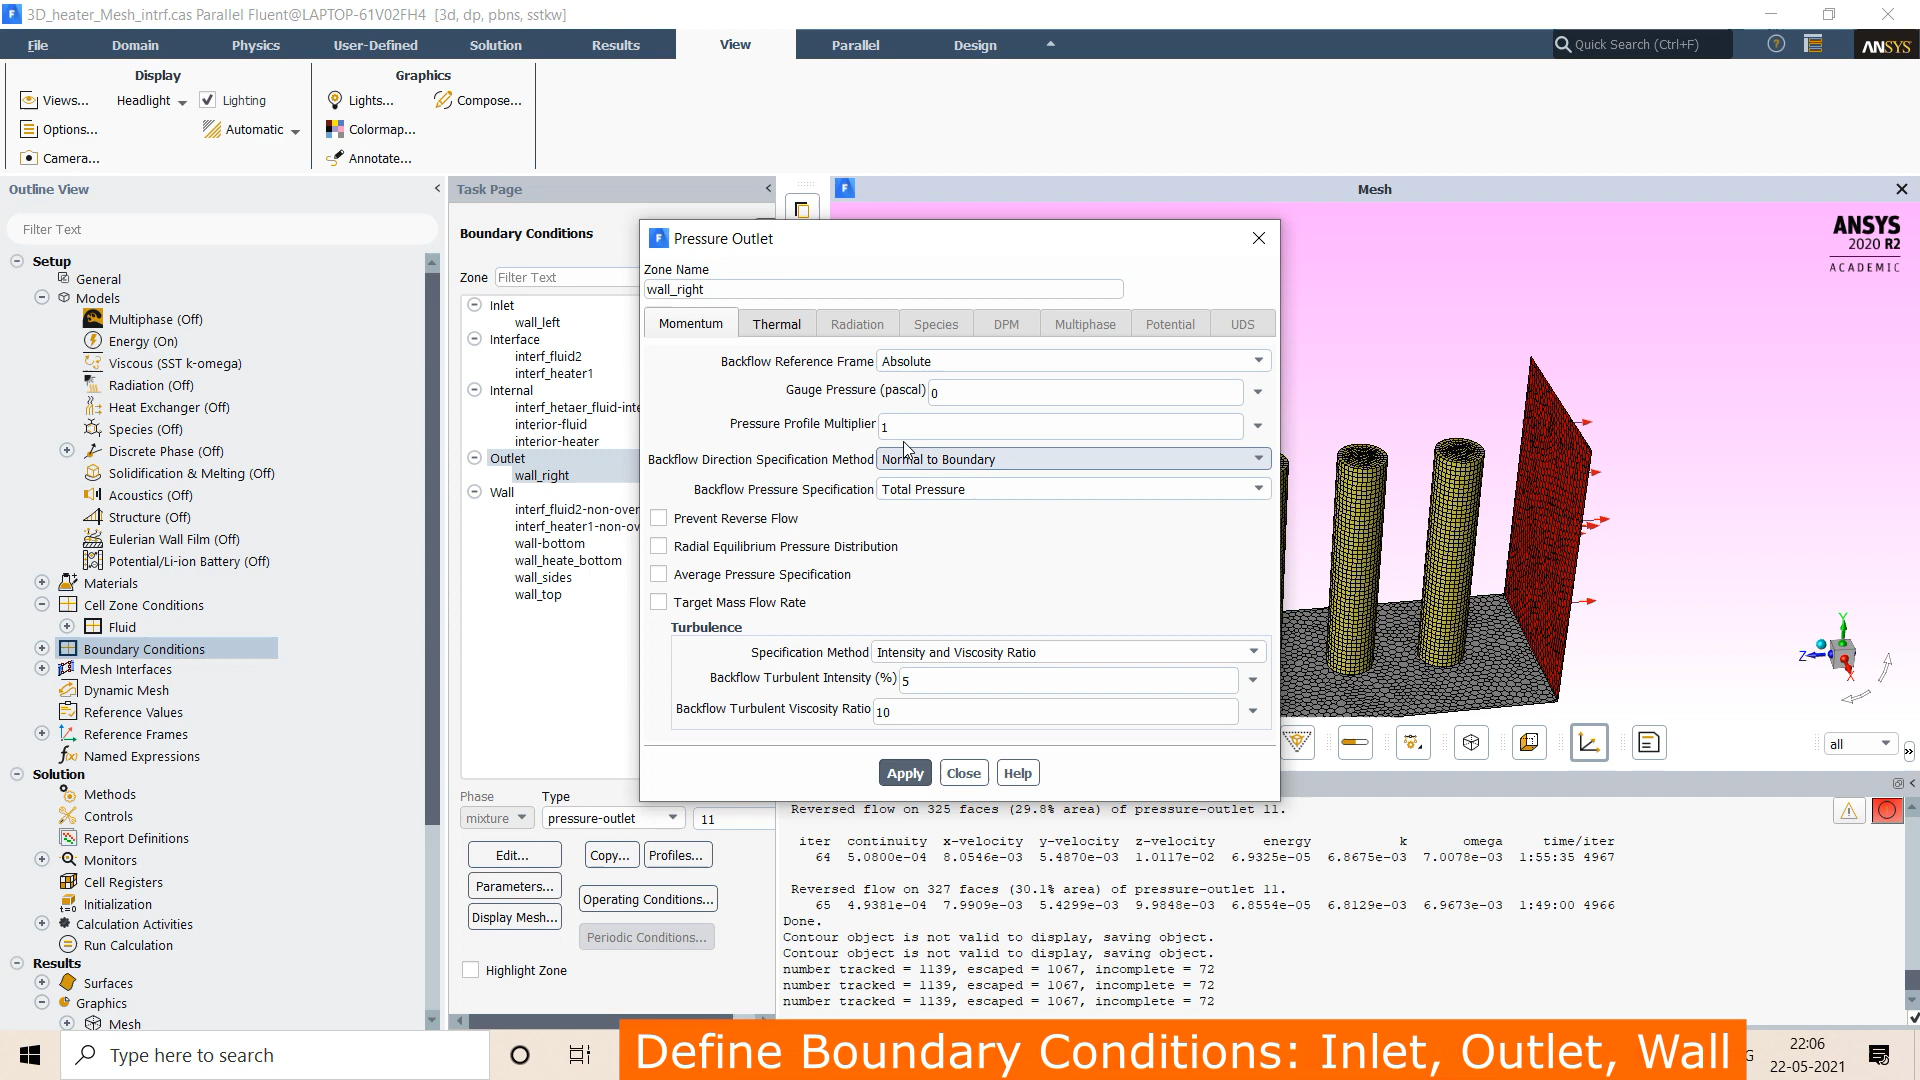 3D_heater_Mesh_intrf.cas Parallel Fluent@LAPTOP-61V02FH4 [3d, dp, pbns, sstkw]
File Domain Physics User-Defined Solution Results View Parallel Design Quick Search (Ctrl+F) ANSYS
Display
Views...
Headlight
Lighting
Options...
Automatic
Camera...
Graphics
Lights...
Compose...
Colormap...
Annotate...
Outline View
Filter Text
Setup
General
Models
Multiphase (Off)
Energy (On)
Viscous (SST k-omega)
Radiation (Off)
Heat Exchanger (Off)
Species (Off)
Discrete Phase (Off)
Solidification & Melting (Off)
Acoustics (Off)
Structure (Off)
Eulerian Wall Film (Off)
Potential/Li-ion Battery (Off)
Materials
Cell Zone Conditions
Fluid
Boundary Conditions
Mesh Interfaces
Dynamic Mesh
Reference Values
Reference Frames
Named Expressions
Solution
Methods
Controls
Report Definitions
Monitors
Cell Registers
Initialization
Calculation Activities
Run Calculation
Results
Surfaces
Graphics
Mesh
Task Page
Boundary Conditions
Zone Filter Text
Inlet
wall_left
Interface
interf_fluid2
interf_heater1
Internal
interf_hetaer_fluid-inte
interior-fluid
interior-heater
Outlet
wall_right
Wall
interf_fluid2-non-over
interf_heater1-non-ov
wall-bottom
wall_heate_bottom
wall_sides
wall_top
Phase Type
mixture pressure-outlet 11
Edit... Copy... Profiles...
Parameters... Operating Conditions...
Display Mesh... Periodic Conditions...
Highlight Zone
Pressure Outlet
Zone Name
wall_right
Momentum Thermal Radiation Species DPM Multiphase Potential UDS
Backflow Reference Frame Absolute
Gauge Pressure (pascal) 0
Pressure Profile Multiplier 1
Backflow Direction Specification Method Normal to Boundary
Backflow Pressure Specification Total Pressure
Prevent Reverse Flow
Radial Equilibrium Pressure Distribution
Average Pressure Specification
Target Mass Flow Rate
Turbulence
Specification Method Intensity and Viscosity Ratio
Backflow Turbulent Intensity (%) 5
Backflow Turbulent Viscosity Ratio 10
Apply Close Help
Mesh
ANSYS
2020 R2
ACADEMIC
Y
Z
X
all
Reversed flow on 325 faces (29.8% area) of pressure-outlet 11.
iter continuity x-velocity y-velocity z-velocity energy k omega time/iter
64 5.0800e-04 8.0546e-03 5.4870e-03 1.0117e-02 6.9325e-05 6.8675e-03 7.0078e-03 1:55:35 4967
Reversed flow on 327 faces (30.1% area) of pressure-outlet 11.
65 4.9381e-04 7.9909e-03 5.4299e-03 9.9848e-03 6.8554e-05 6.8129e-03 6.9673e-03 1:49:00 4966
Done.
Contour object is not valid to display, saving object.
Contour object is not valid to display, saving object.
number tracked = 1139, escaped = 1067, incomplete = 72
number tracked = 1139, escaped = 1067, incomplete = 72
number tracked = 1139, escaped = 1067, incomplete = 72
Type here to search
Define Boundary Conditions: Inlet, Outlet, Wall
22:06
22-05-2021